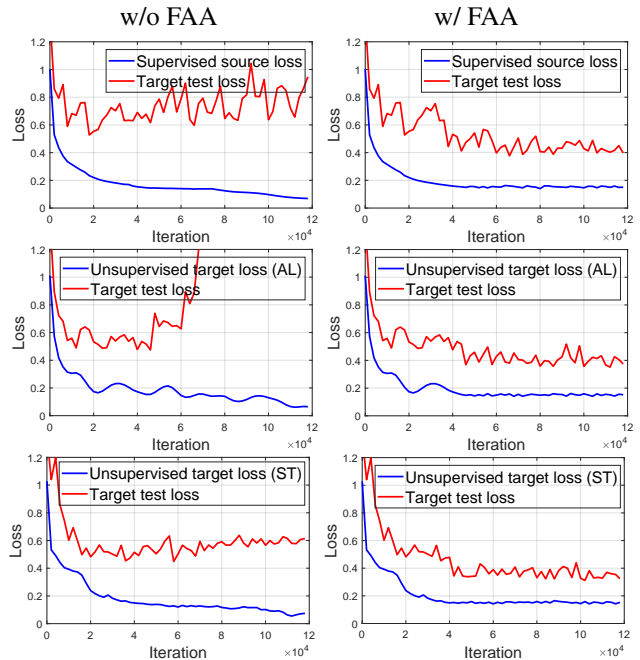 w/o FAA
w/ FAA
1.2
1
0.8
0.6
0.4
0.2
0
Loss
Supervised source loss
Target test loss
0 2 4 6 8 10 12
Iteration ×10⁴
1.2
1
0.8
0.6
0.4
0.2
0
Loss
Supervised source loss
Target test loss
0 2 4 6 8 10 12
Iteration ×10⁴
1.2
1
0.8
0.6
0.4
0.2
0
Loss
Unsupervised target loss (AL)
Target test loss
0 2 4 6 8 10 12
Iteration ×10⁴
1.2
1
0.8
0.6
0.4
0.2
0
Loss
Unsupervised target loss (AL)
Target test loss
0 2 4 6 8 10 12
Iteration ×10⁴
1.2
1
0.8
0.6
0.4
0.2
0
Loss
Unsupervised target loss (ST)
Target test loss
0 2 4 6 8 10 12
Iteration ×10⁴
1.2
1
0.8
0.6
0.4
0.2
0
Loss
Unsupervised target loss (ST)
Target test loss
0 2 4 6 8 10 12
Iteration ×10⁴